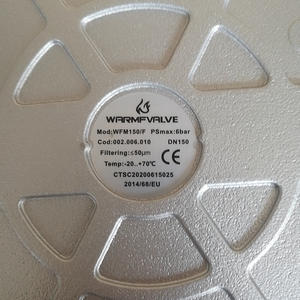 WARMFVALVE
Mod:WFM150/F PSmax:6bar
Cod:002.006.010 DN150
Filtering:≤50μm
Temp:-20..+70℃
CTSC20200615025
2014/68/EU